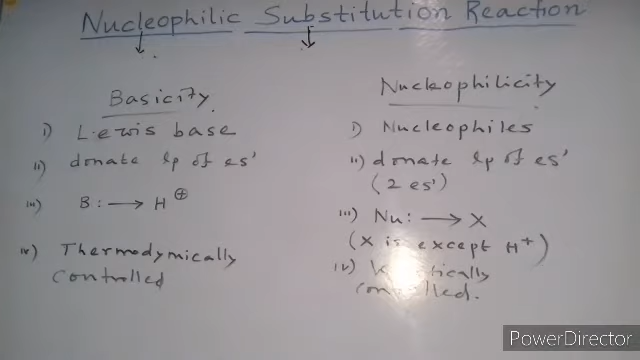 Nucleophilic Substitution Reaction
Basicity
i) Lewis base
ii) donate lp of es'
iii) B: → H⊕
iv) Thermodymically
controlled
Nucleophilicity
i) Nucleophiles
ii) donate lp of es'
(2 es')
iii) Nu: → X
(X is except H+)
iv)
PowerDirector